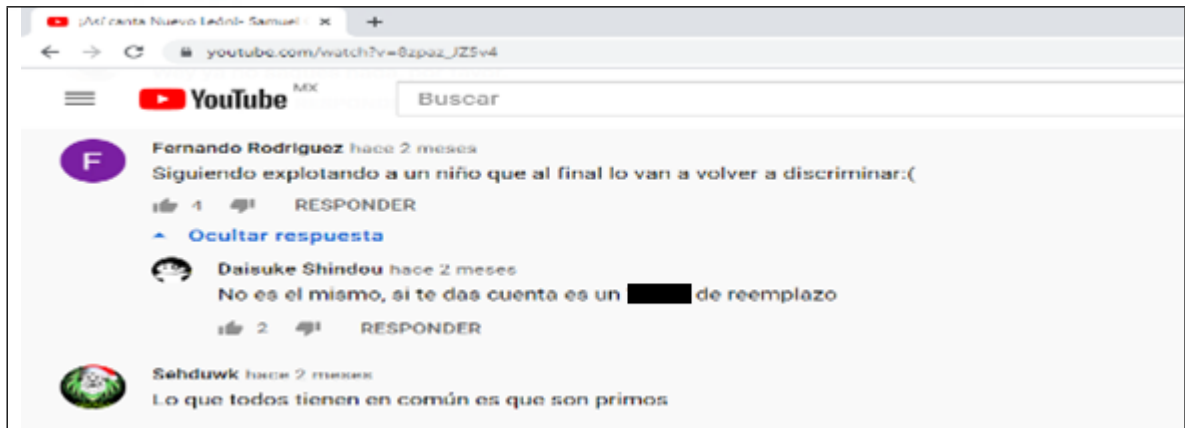 ¡Así canta Nuevo León!- Samuel
youtube.com/watch?v=8zpaz_JZ5v4
YouTube MX
Buscar
F
Fernando Rodriguez hace 2 meses
Siguiendo explotando a un niño que al final lo van a volver a discriminar:(
4 RESPONDER
Ocultar respuesta
Daisuke Shindou hace 2 meses
No es el mismo, si te das cuenta es un de reemplazo
2 RESPONDER
Sehduwk hace 2 meses
Lo que todos tienen en común es que son primos